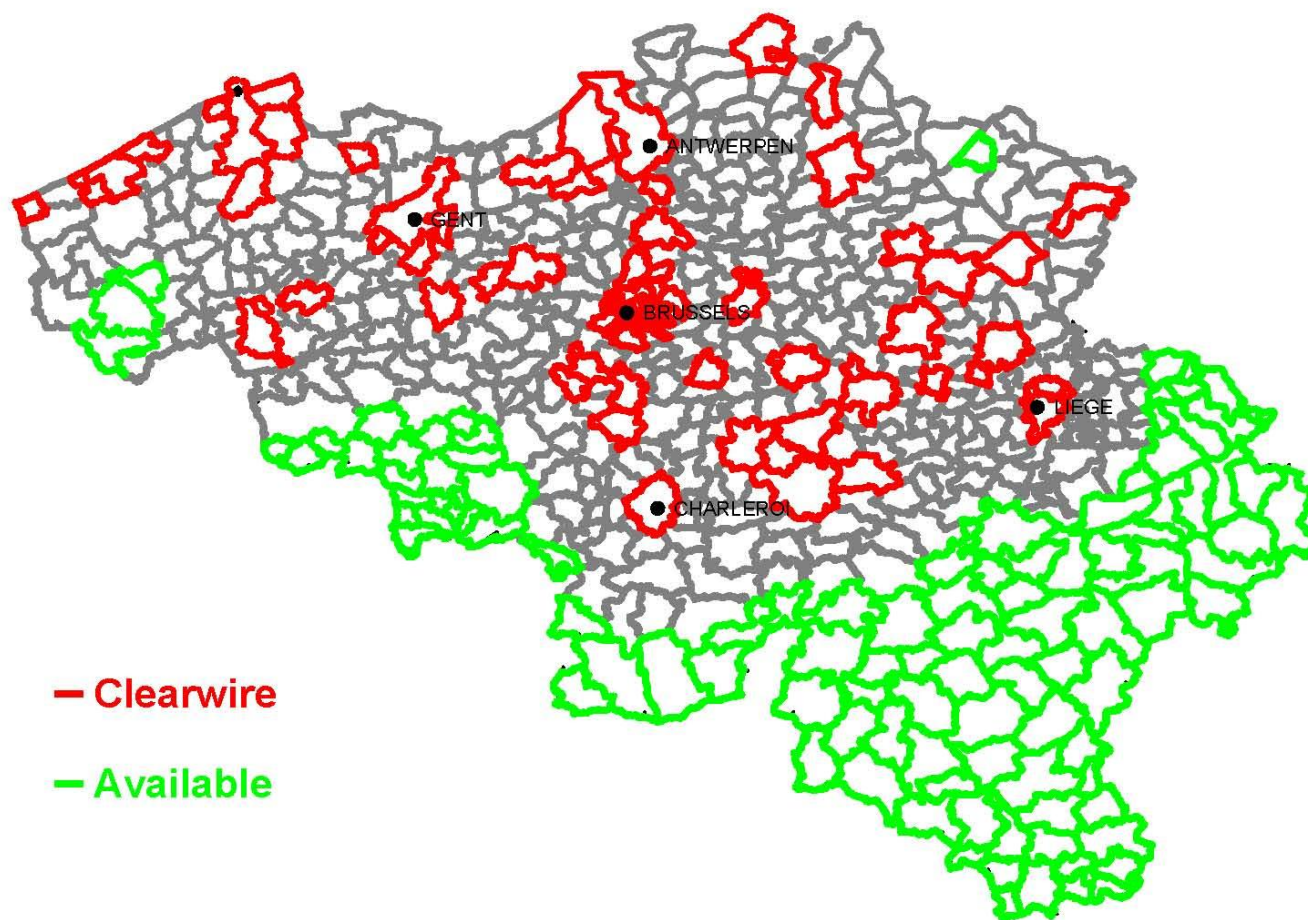 ANTWERPEN
GENT
BRUSSELS
LIEGE
CHARLEROI
Clearwire
Available